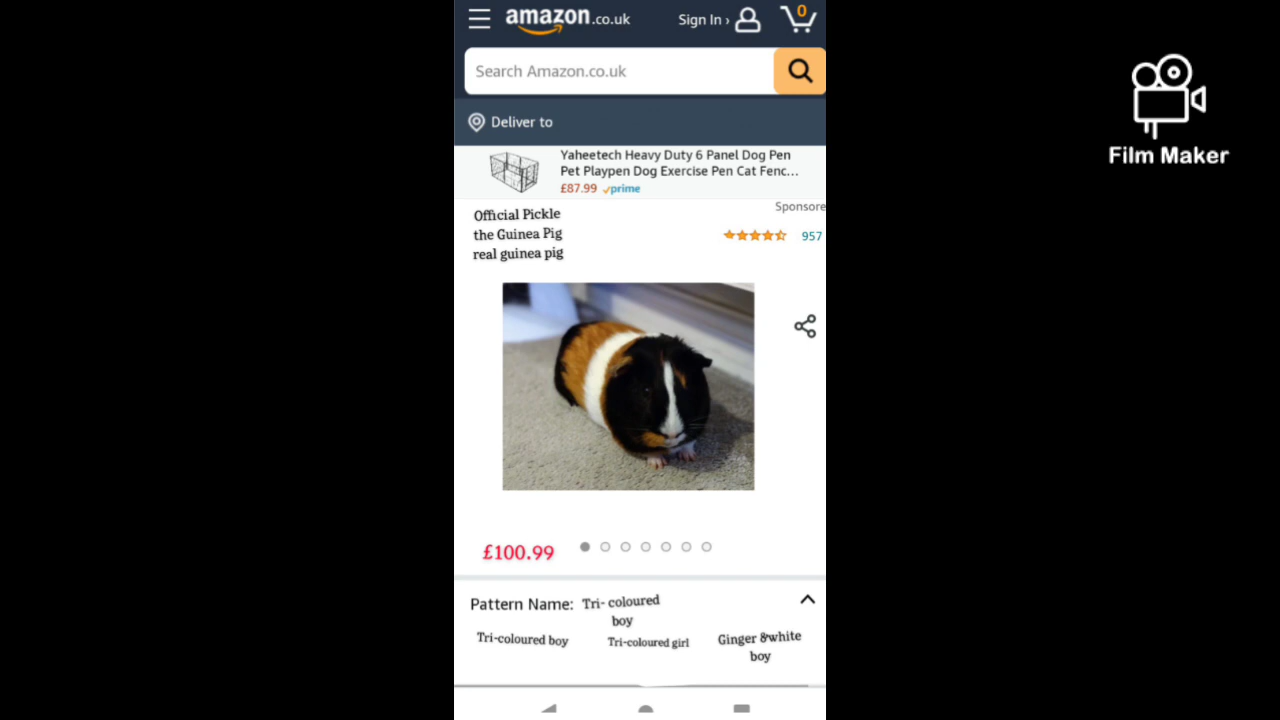 amazon.co.uk
Sign In ›
0
Search Amazon.co.uk
Deliver to
Yaheetech Heavy Duty 6 Panel Dog Pen
Pet Playpen Dog Exercise Pen Cat Fenc...
£87.99 prime
Sponsore
Official Pickle
the Guinea Pig
real guinea pig
957
£100.99
Pattern Name: Tri- coloured
boy
Tri-coloured boy
Tri-coloured girl
Ginger &white
boy
Film Maker